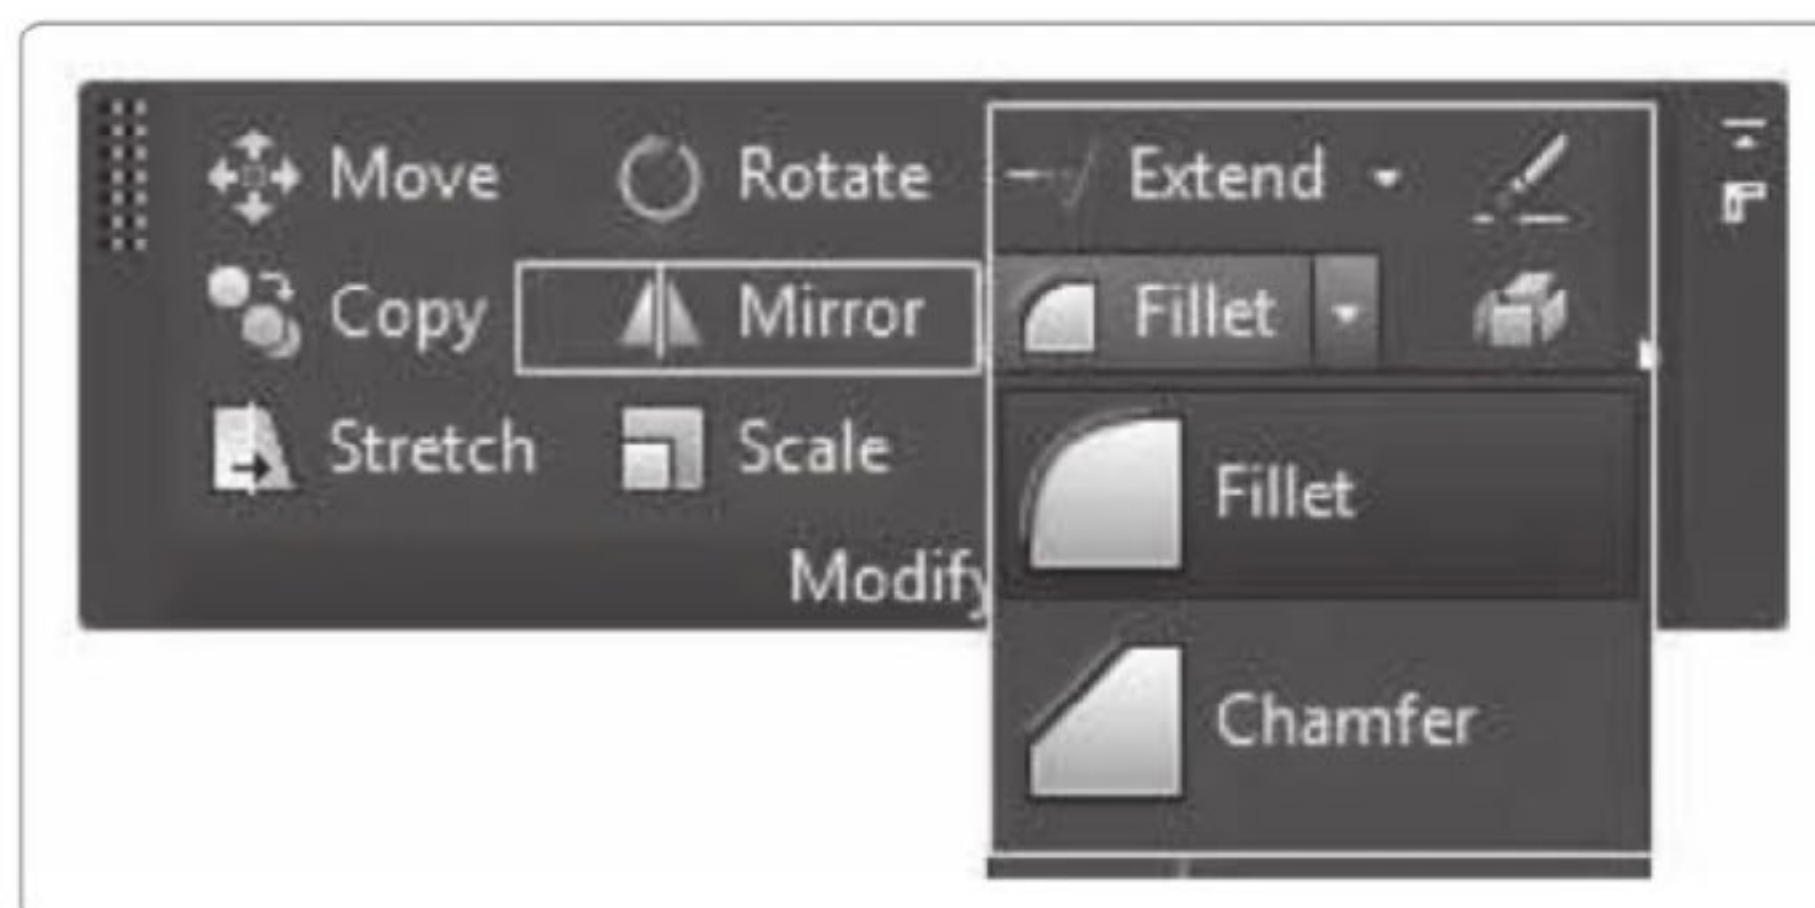 Move Rotate Extend
Copy Mirror Fillet
Stretch Scale
Fillet
Modify
Chamfer